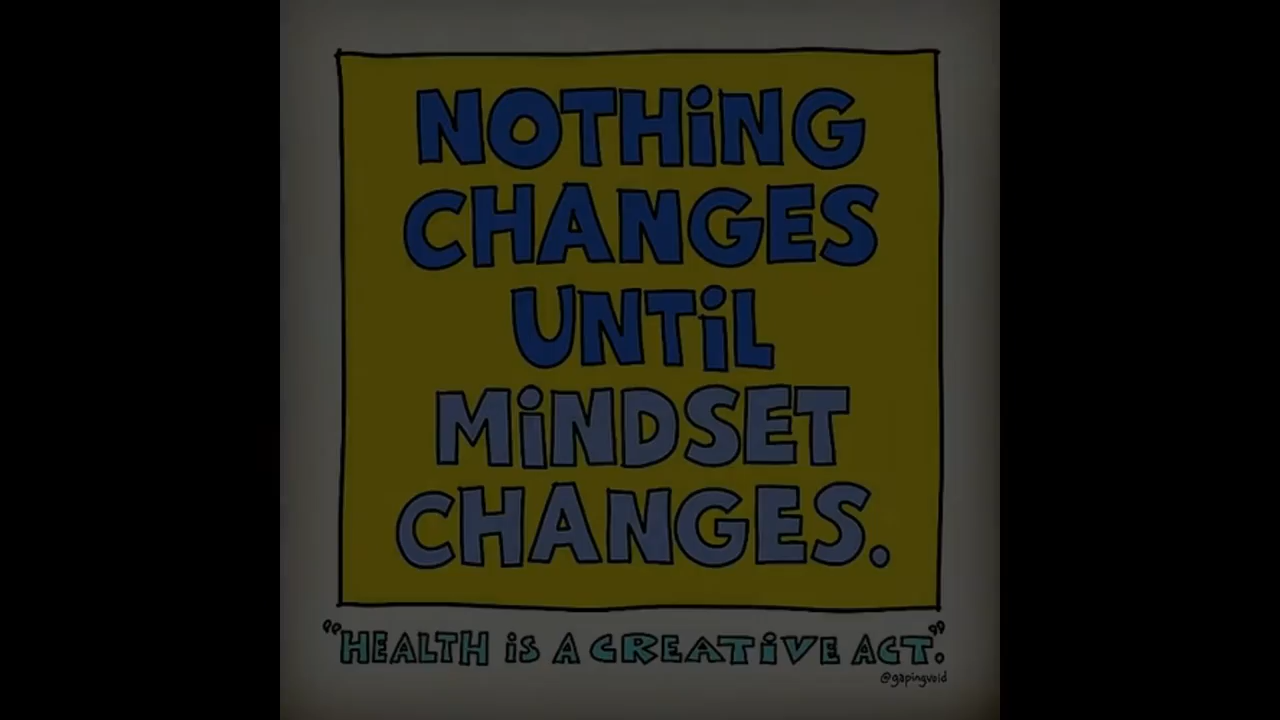 NOTHiNG
CHANGES
UNTiL
MiNDSET
CHANGES.
"HEALTH iS A CREATiVE ACT."
@gapingvoid